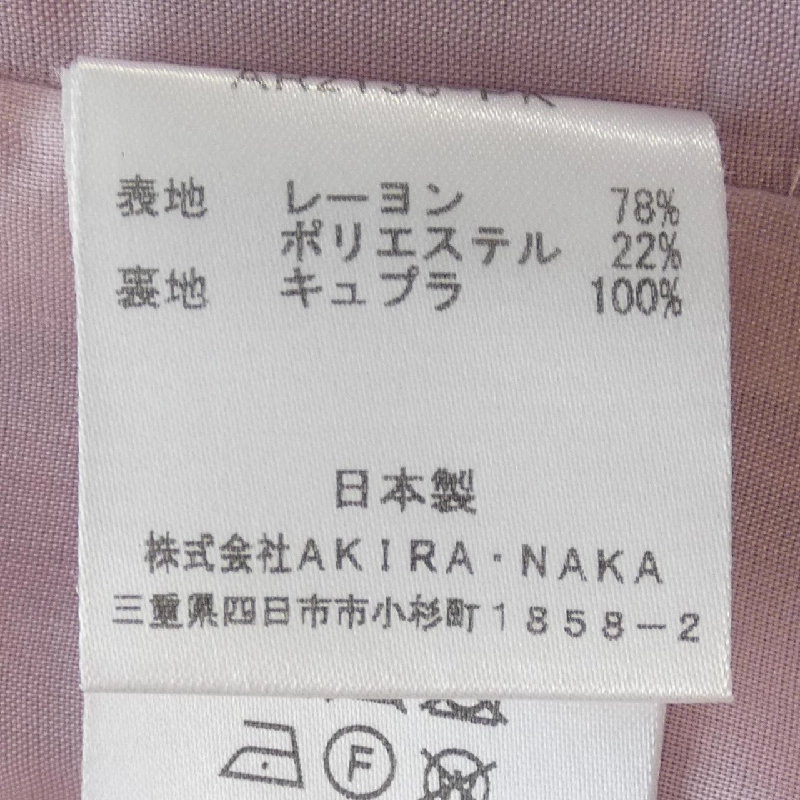 表地 レーヨン 78%
ポリエステル 22%
裏地 キュプラ 100%
日本製
株式会社AKIRA・NAKA
三重県四日市市小杉町1858-2
F
W